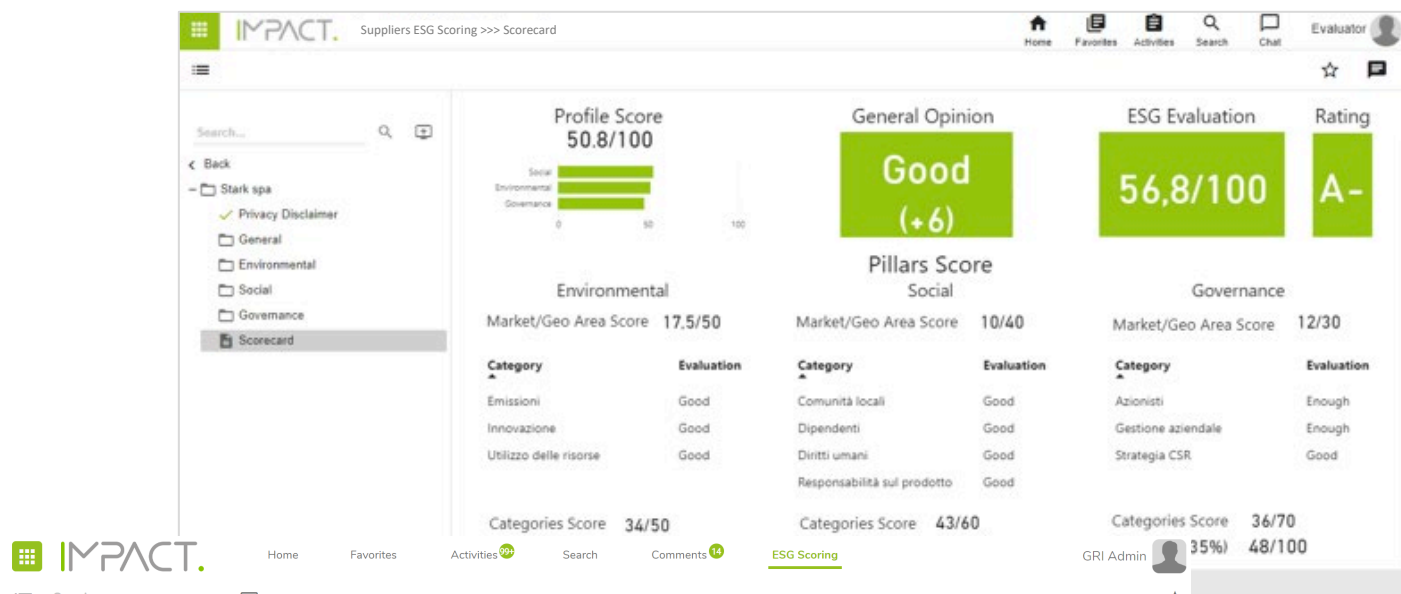 IMPACT. Suppliers ESG Scoring >>> Scorecard
Home Favorites Activities Search Chat Evaluator
Search...
Back
Stark spa
Privacy Disclaimer
General
Environmental
Social
Governance
Scorecard
Profile Score
50.8/100
Social
Environmental
Governance
0 50 100
General Opinion
Good
(+6)
ESG Evaluation
56,8/100
Rating
A-
Pillars Score
Environmental
Market/Geo Area Score 17,5/50
Category Evaluation
Emissioni Good
Innovazione Good
Utilizzo delle risorse Good
Categories Score 34/50
Social
Market/Geo Area Score 10/40
Category Evaluation
Comunità locali Good
Dipendenti Good
Diritti umani Good
Responsabilità sul prodotto Good
Categories Score 43/60
Governance
Market/Geo Area Score 12/30
Category Evaluation
Azionisti Enough
Gestione aziendale Enough
Strategia CSR Good
Categories Score 36/70
35%) 48/100
IMPACT. Home Favorites Activities 99+ Search Comments 14 ESG Scoring GRI Admin